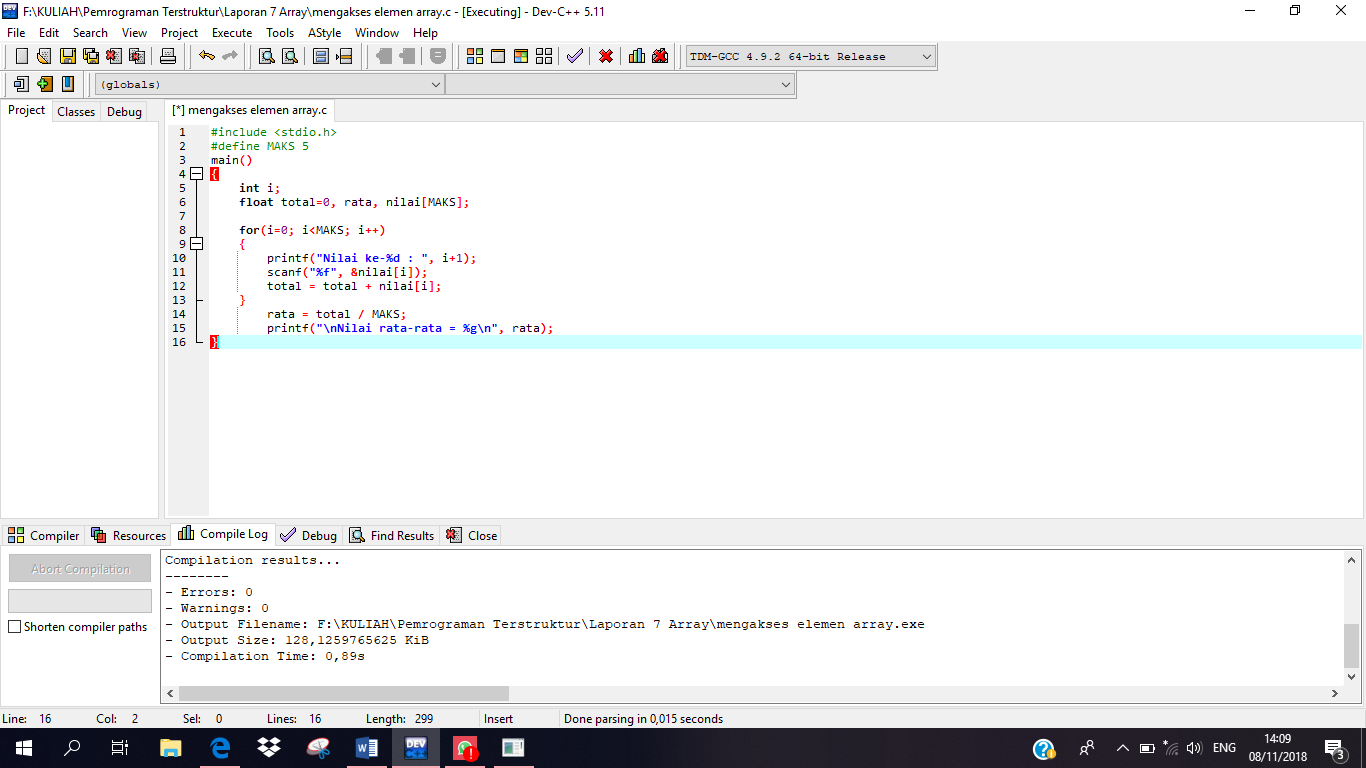 F:\KULIAH\Pemrograman Terstruktur\Laporan 7 Array\mengakses elemen array.c - [Executing] - Dev-C++ 5.11
File Edit Search View Project Execute Tools AStyle Window Help
TDM-GCC 4.9.2 64-bit Release
(globals)
Project Classes Debug [*] mengakses elemen array.c
1 #include <stdio.h>
2 #define MAKS 5
3 main()
4 {
5 int i;
6 float total=0, rata, nilai[MAKS];
7
8 for(i=0; i<MAKS; i++)
9 {
10 printf("Nilai ke-%d : ", i+1);
11 scanf("%f", &nilai[i]);
12 total = total + nilai[i];
13 }
14 rata = total / MAKS;
15 printf("\nNilai rata-rata = %g\n", rata);
16 }
Compiler Resources Compile Log Debug Find Results Close
Abort Compilation
Shorten compiler paths
Compilation results...
--------
- Errors: 0
- Warnings: 0
- Output Filename: F:\KULIAH\Pemrograman Terstruktur\Laporan 7 Array\mengakses elemen array.exe
- Output Size: 128,1259765625 KiB
- Compilation Time: 0,89s
Line: 16 Col: 2 Sel: 0 Lines: 16 Length: 299 Insert Done parsing in 0,015 seconds
DEV
ENG
14:09
08/11/2018
3